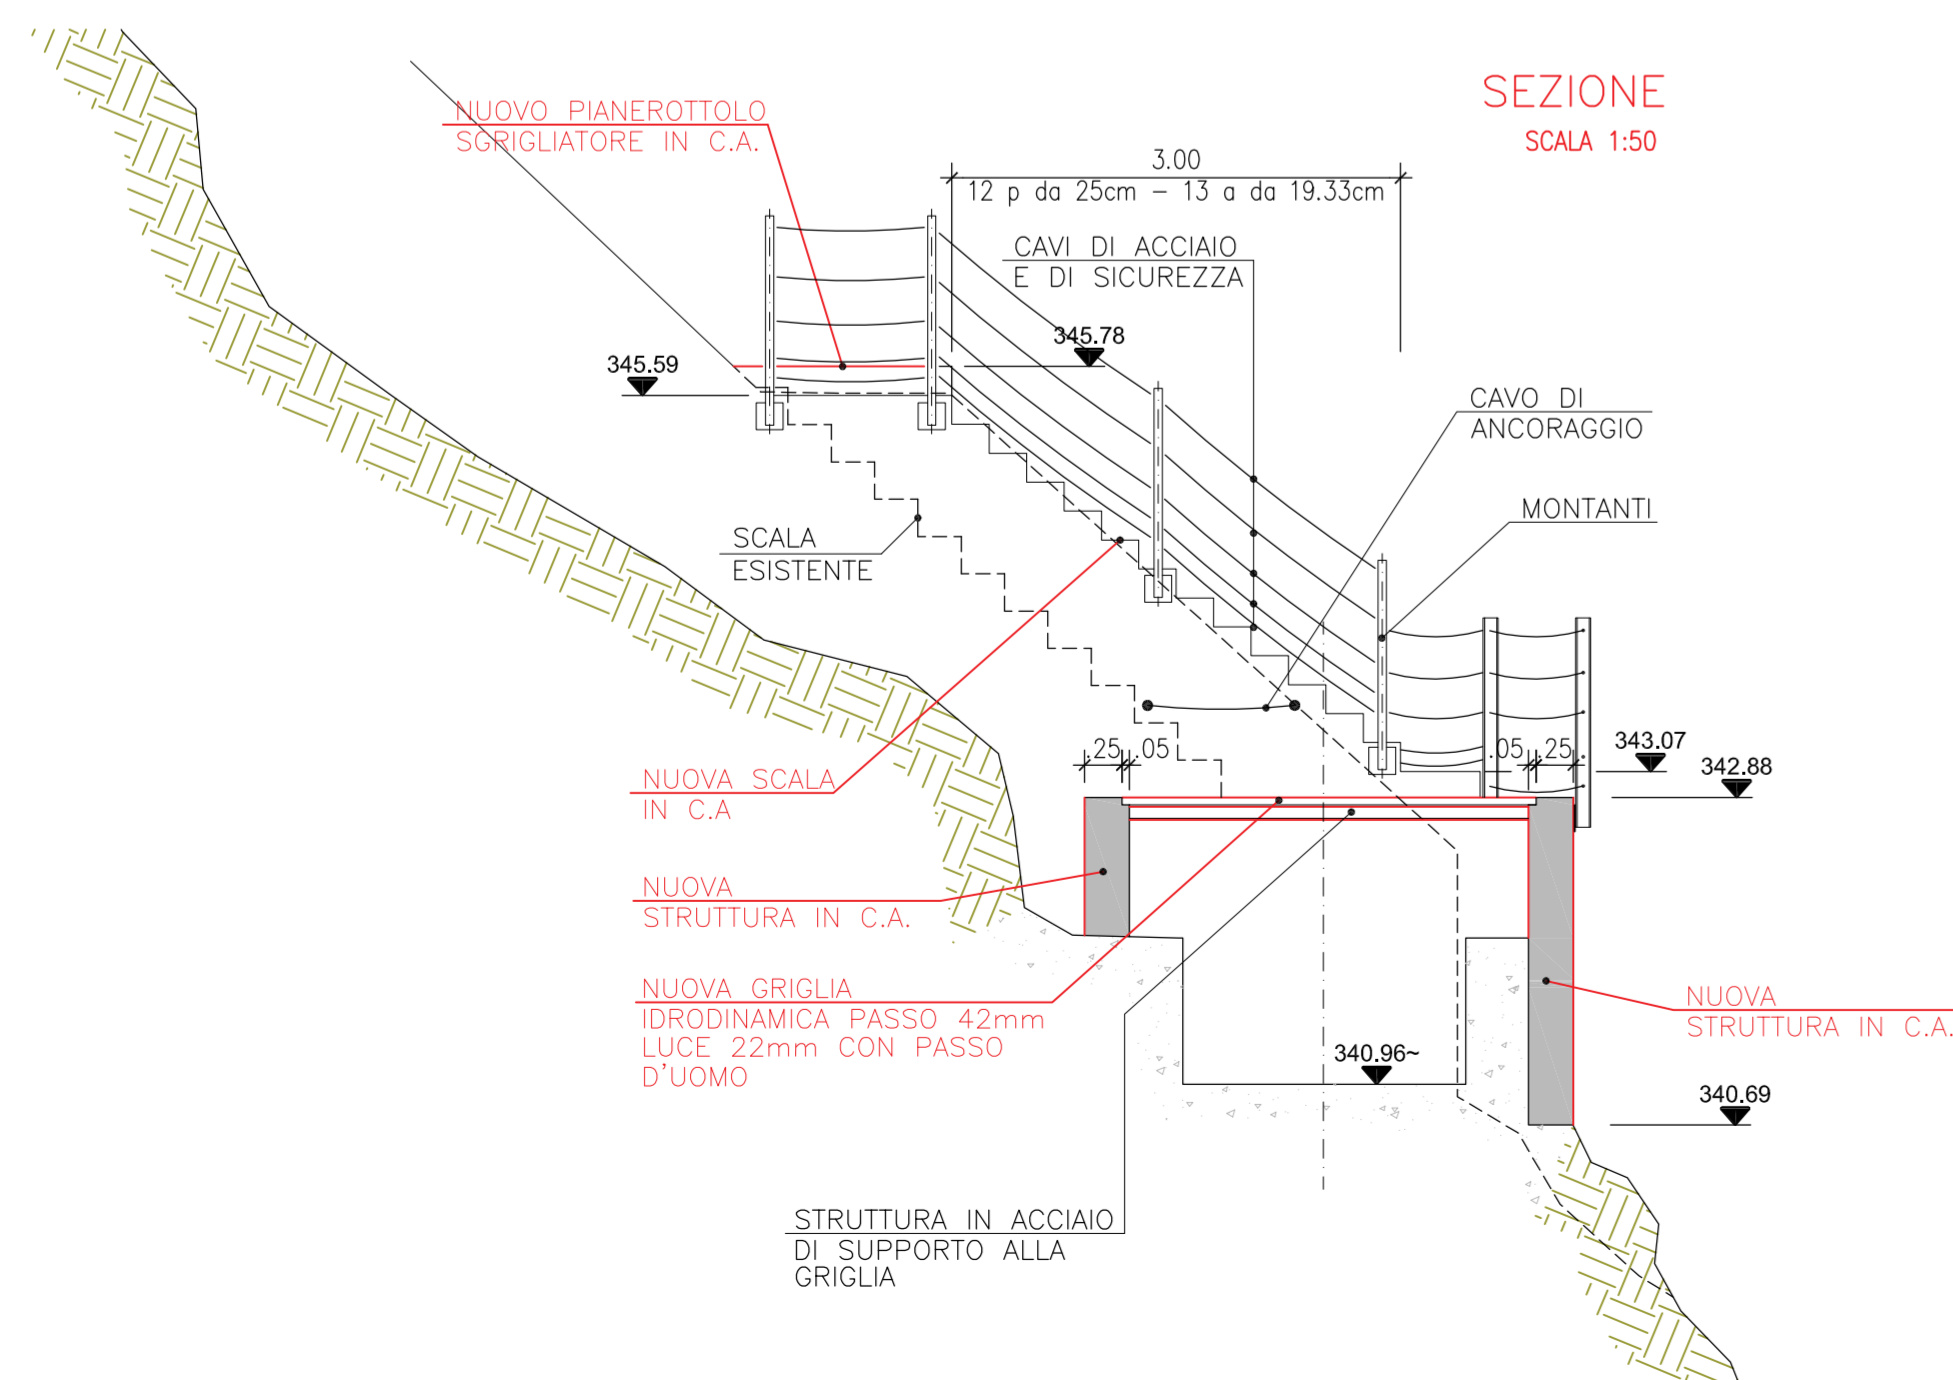 SEZIONE
SCALA 1:50
NUOVO PIANEROTTOLO
SGRIGLIATORE IN C.A.
3.00
12 p da 25cm – 13 a da 19.33cm
CAVI DI ACCIAIO
E DI SICUREZZA
345.78
345.59
CAVO DI
ANCORAGGIO
MONTANTI
SCALA
ESISTENTE
.25 .05
.05 .25
343.07
342.88
NUOVA SCALA
IN C.A
NUOVA
STRUTTURA IN C.A.
NUOVA GRIGLIA
IDRODINAMICA PASSO 42mm
LUCE 22mm CON PASSO
D'UOMO
NUOVA
STRUTTURA IN C.A.
340.96~
340.69
STRUTTURA IN ACCIAIO
DI SUPPORTO ALLA
GRIGLIA